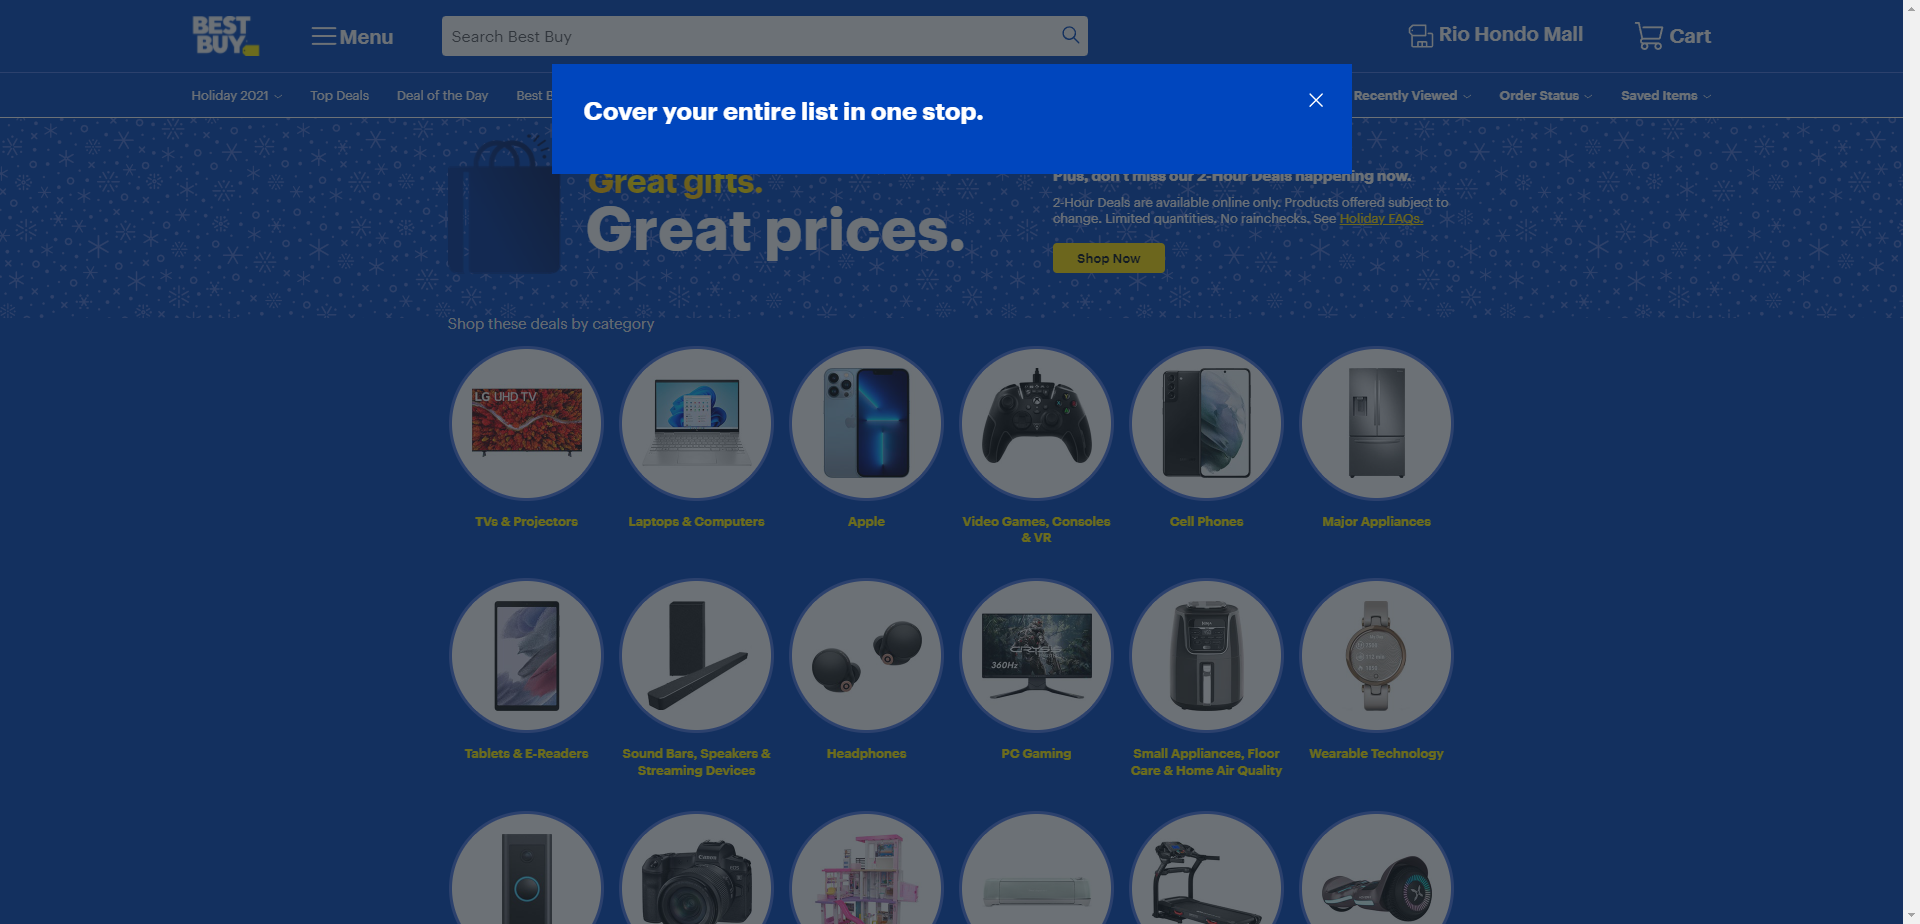 BEST
BUY
Menu
Search Best Buy
Rio Hondo Mall
Cart
Holiday 2021
Top Deals
Deal of the Day
Best B
Recently Viewed
Order Status
Saved Items
Cover your entire list in one stop.
Great gifts.
Great prices.
Plus, don't miss our 2-Hour Deals happening now.
2-Hour Deals are available online only. Products offered subject to
change. Limited quantities. No rainchecks. See Holiday FAQs.
Shop Now
Shop these deals by category
LG UHD TV
TVs & Projectors
Laptops & Computers
Apple
Video Games, Consoles
& VR
Cell Phones
Major Appliances
360Hz
Tablets & E-Readers
Sound Bars, Speakers &
Streaming Devices
Headphones
PC Gaming
Small Appliances, Floor
Care & Home Air Quality
Wearable Technology
Canon